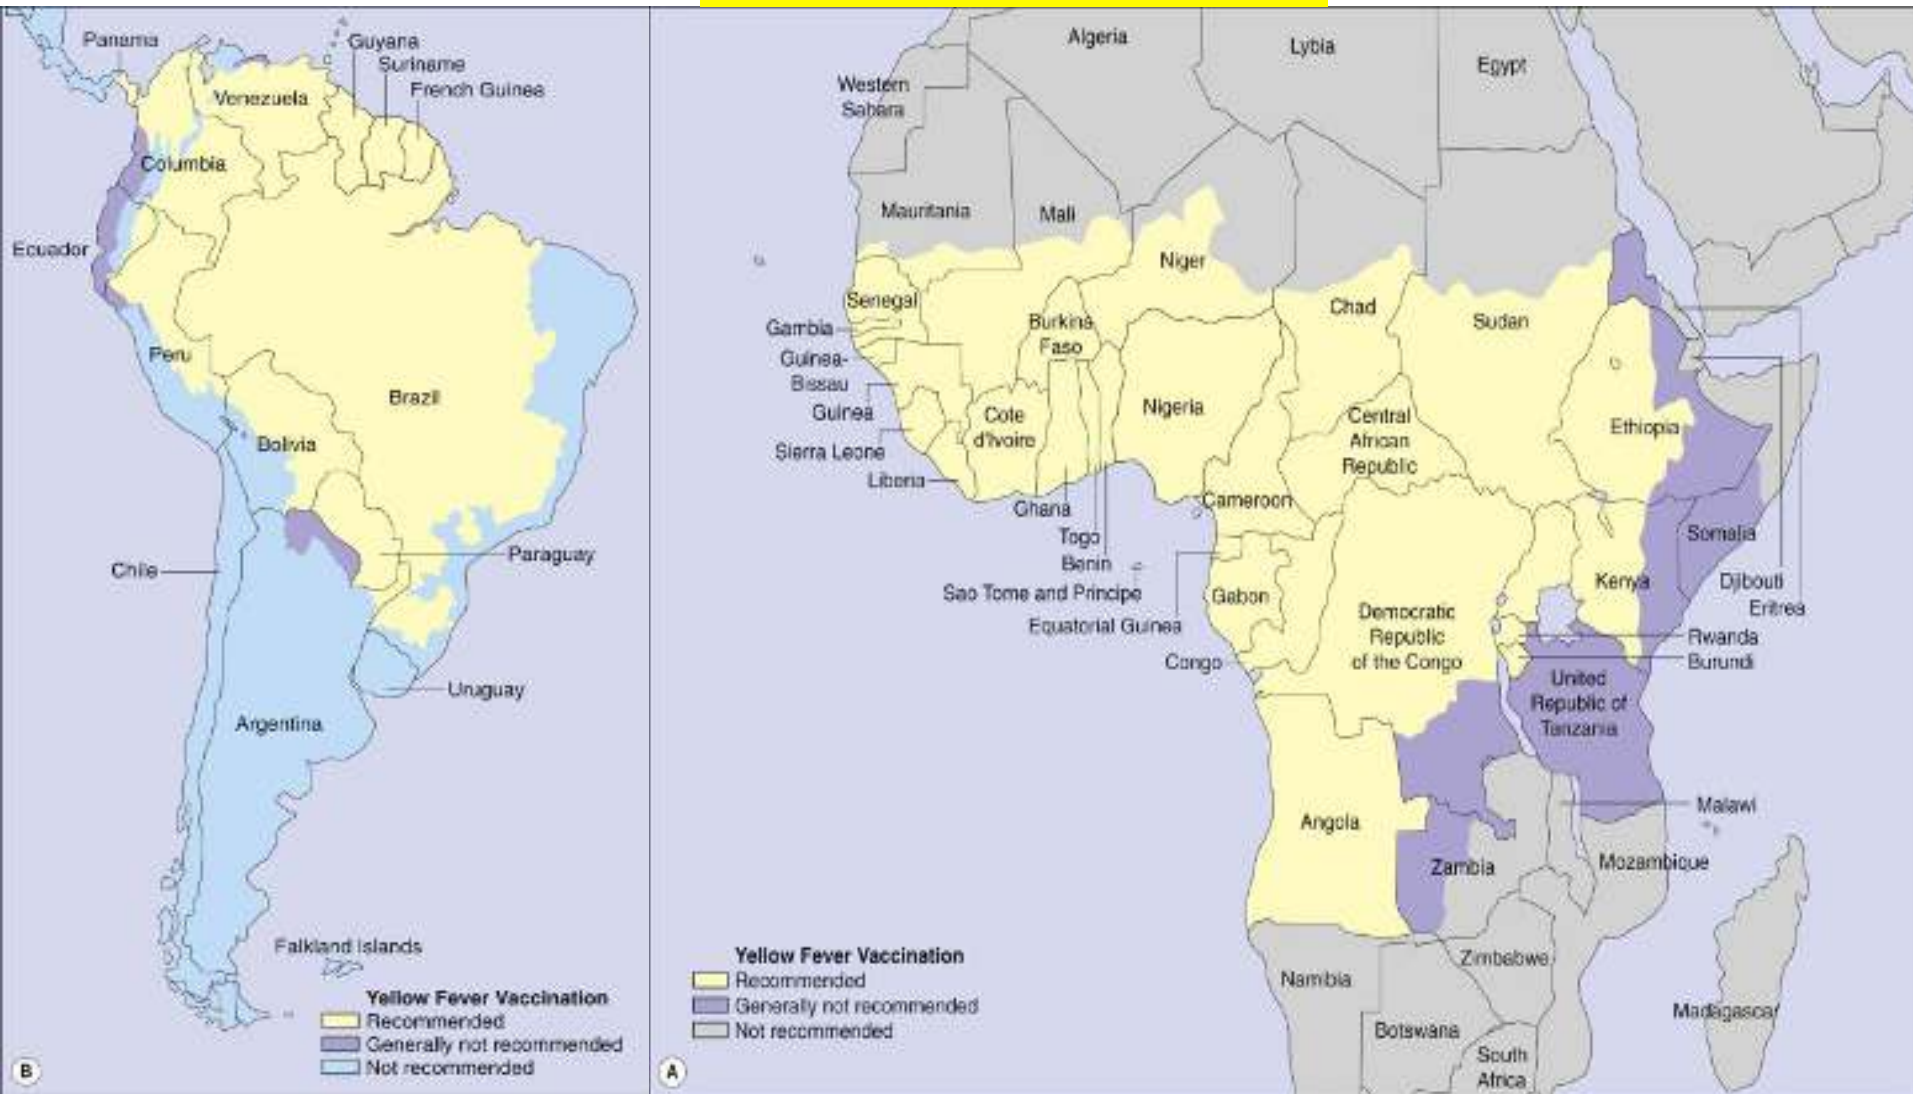 Panama
Guyana
Suriname
French Guinea
Venezuela
Columbia
Ecuador
Peru
Brazil
Bolivia
Paraguay
Chile
Uruguay
Argentina
Falkland Islands
Yellow Fever Vaccination
Recommended
Generally not recommended
Not recommended
B
Algeria
Lybia
Egypt
Western
Sahara
Mauritania
Mali
Niger
Chad
Sudan
Senegal
Gambia
Guinea-
Bissau
Guinea
Sierra Leone
Liberia
Burkina
Faso
Cote
d'Ivoire
Ghana
Togo
Benin
Nigeria
Cameroon
Central
African
Republic
Ethiopia
Somalia
Djibouti
Eritrea
Kenya
Rwanda
Burundi
Sao Tome and Principe
Equatorial Guinea
Gabon
Congo
Democratic
Republic
of the Congo
United
Republic of
Tanzania
Angola
Zambia
Malawi
Mozambique
Zimbabwe
Namibia
Botswana
South
Africa
Madagascar
Yellow Fever Vaccination
Recommended
Generally not recommended
Not recommended
A